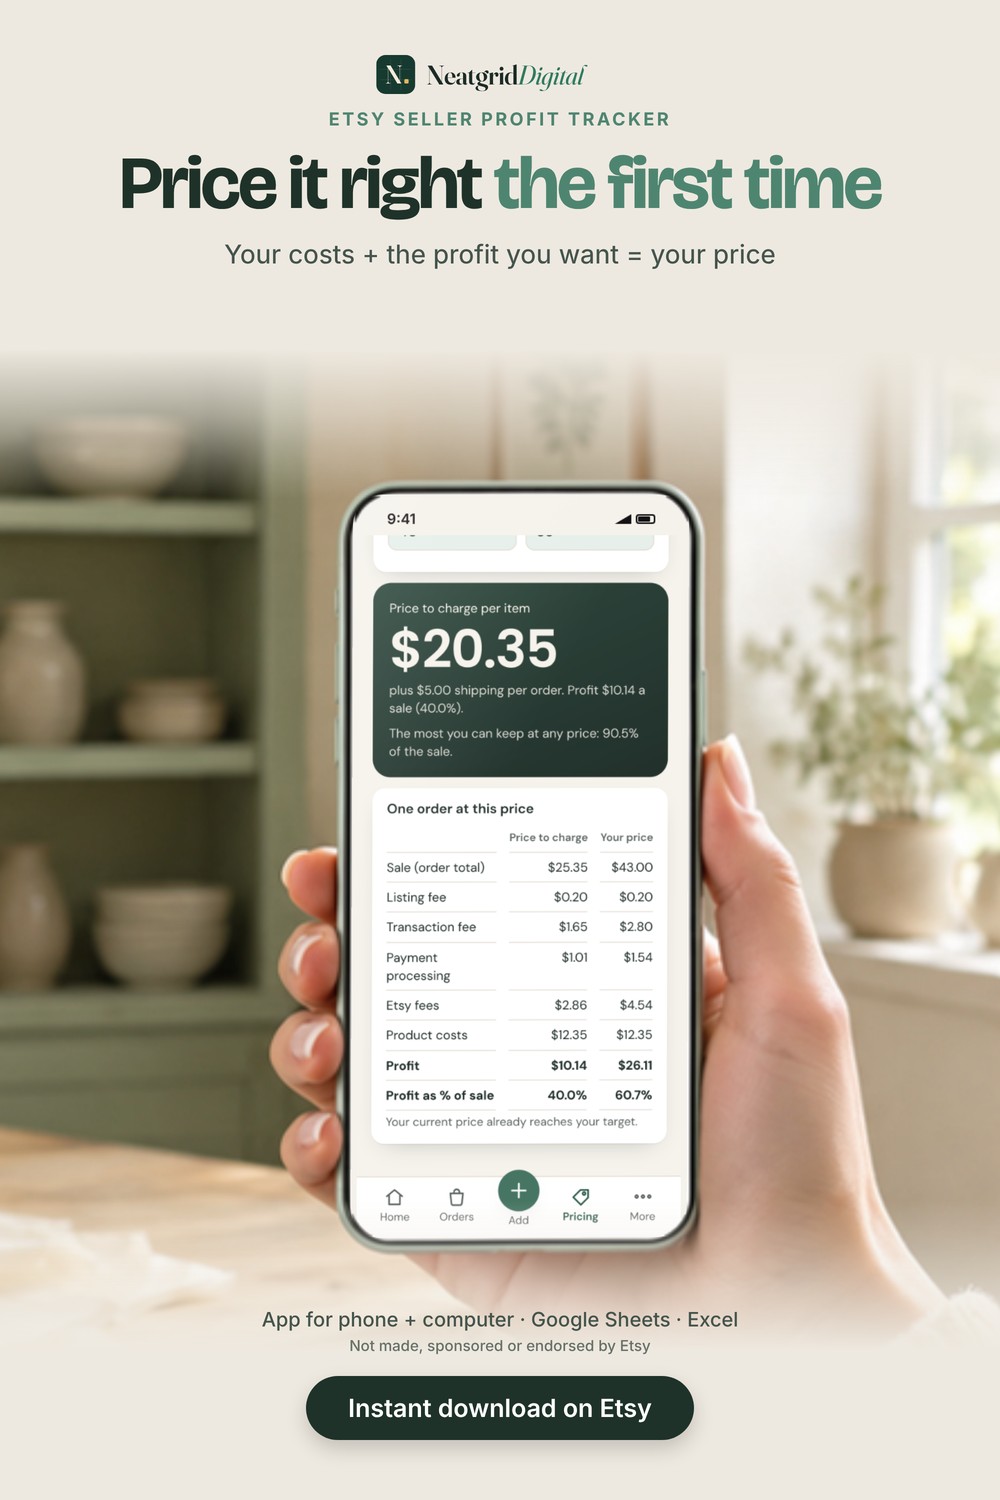 N. NeatgridDigital
ETSY SELLER PROFIT TRACKER
Price it right the first time
Your costs + the profit you want = your price
9:41
Price to charge per item
$20.35
plus $5.00 shipping per order. Profit $10.14 a
sale (40.0%).
The most you can keep at any price: 90.5%
of the sale.
One order at this price
Price to charge Your price
Sale (order total) $25.35 $43.00
Listing fee $0.20 $0.20
Transaction fee $1.65 $2.80
Payment
processing $1.01 $1.54
Etsy fees $2.86 $4.54
Product costs $12.35 $12.35
Profit $10.14 $26.11
Profit as % of sale 40.0% 60.7%
Your current price already reaches your target.
Home Orders Add Pricing More
App for phone + computer · Google Sheets · Excel
Not made, sponsored or endorsed by Etsy
Instant download on Etsy